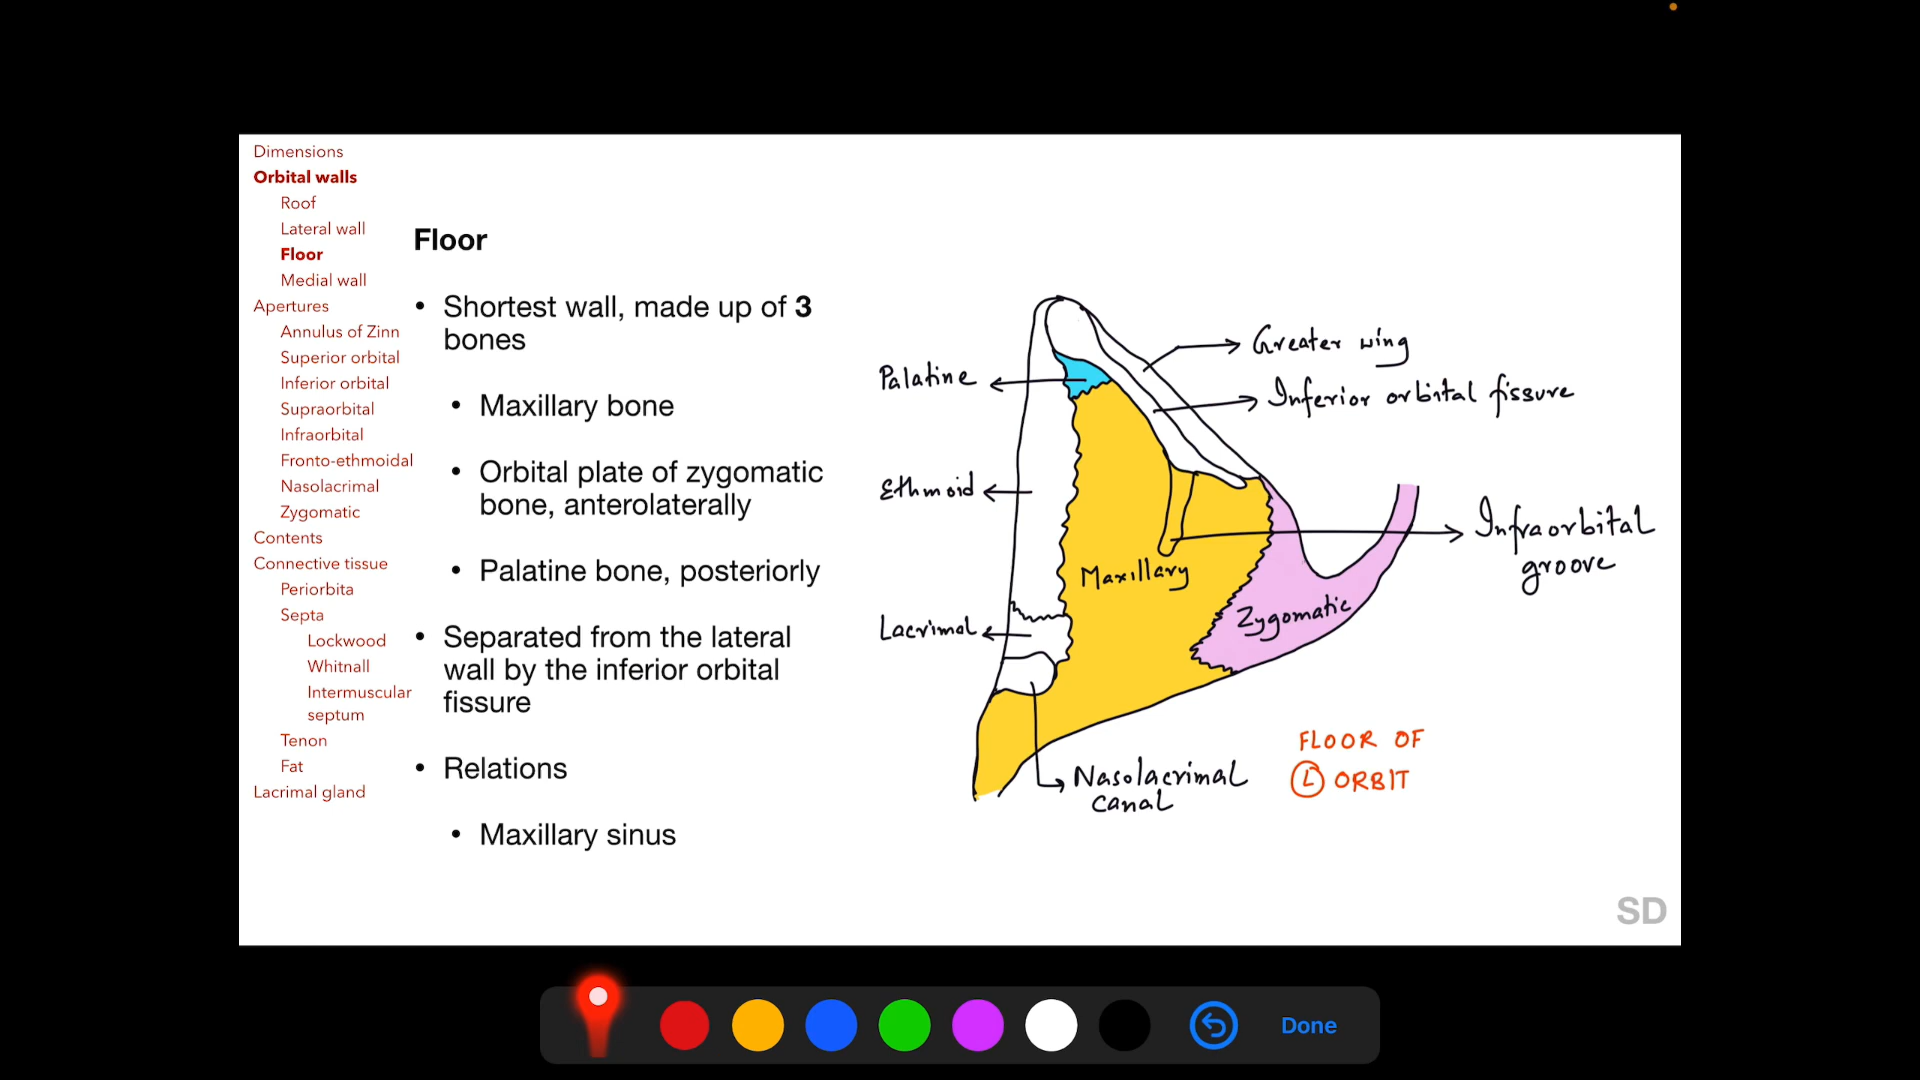 Dimensions
Orbital walls
Roof
Lateral wall
Floor
Medial wall
Apertures
Annulus of Zinn
Superior orbital
Inferior orbital
Supraorbital
Infraorbital
Fronto-ethmoidal
Nasolacrimal
Zygomatic
Contents
Connective tissue
Periorbita
Septa
Lockwood
Whitnall
Intermuscular
septum
Tenon
Fat
Lacrimal gland
Floor
• Shortest wall, made up of 3
bones
• Maxillary bone
• Orbital plate of zygomatic
bone, anterolaterally
• Palatine bone, posteriorly
• Separated from the lateral
wall by the inferior orbital
fissure
• Relations
• Maxillary sinus
Greater wing
Palatine
Inferior orbital fissure
Ethmoid
Infraorbital
groove
Maxillary
Zygomatic
Lacrimal
Nasolacrimal
canal
FLOOR OF
L ORBIT
SD
Done